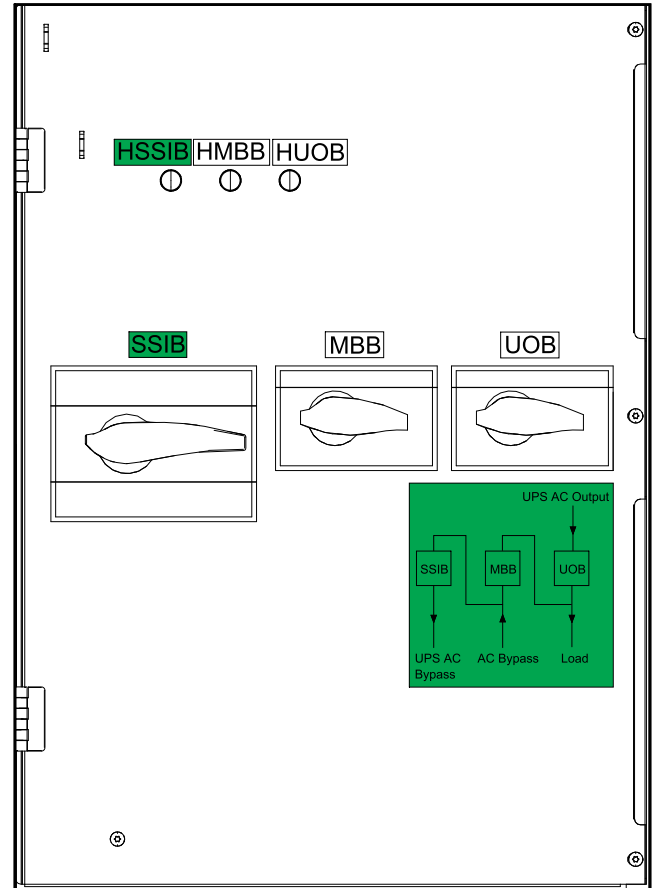 HSSIB HMBB HUOB
SSIB MBB UOB
UPS AC Output
SSIB MBB UOB
UPS AC Bypass AC Bypass Load